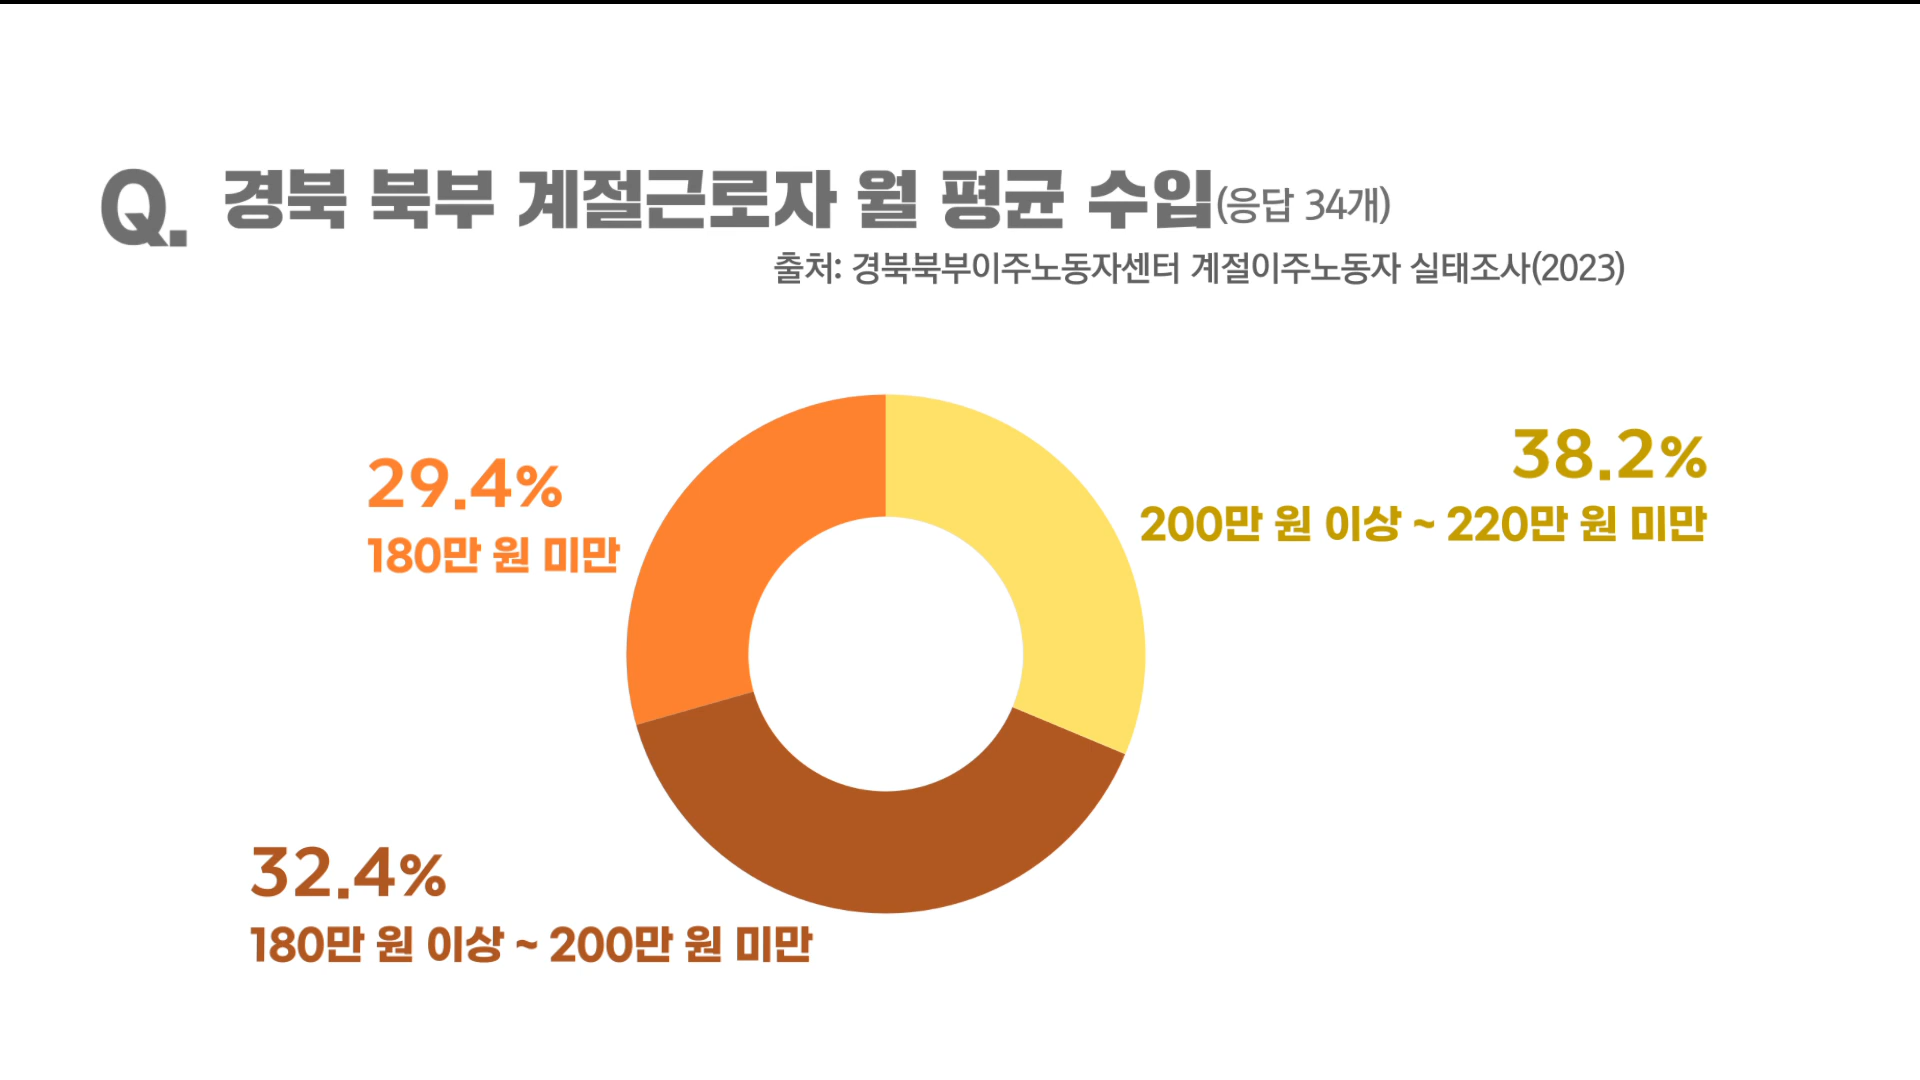 Q. 경북 북부 계절근로자 월 평균 수입(응답 34개)
출처: 경북북부이주노동자센터 계절이주노동자 실태조사(2023)
38.2%
200만 원 이상 ~ 220만 원 미만
29.4%
180만 원 미만
32.4%
180만 원 이상 ~ 200만 원 미만